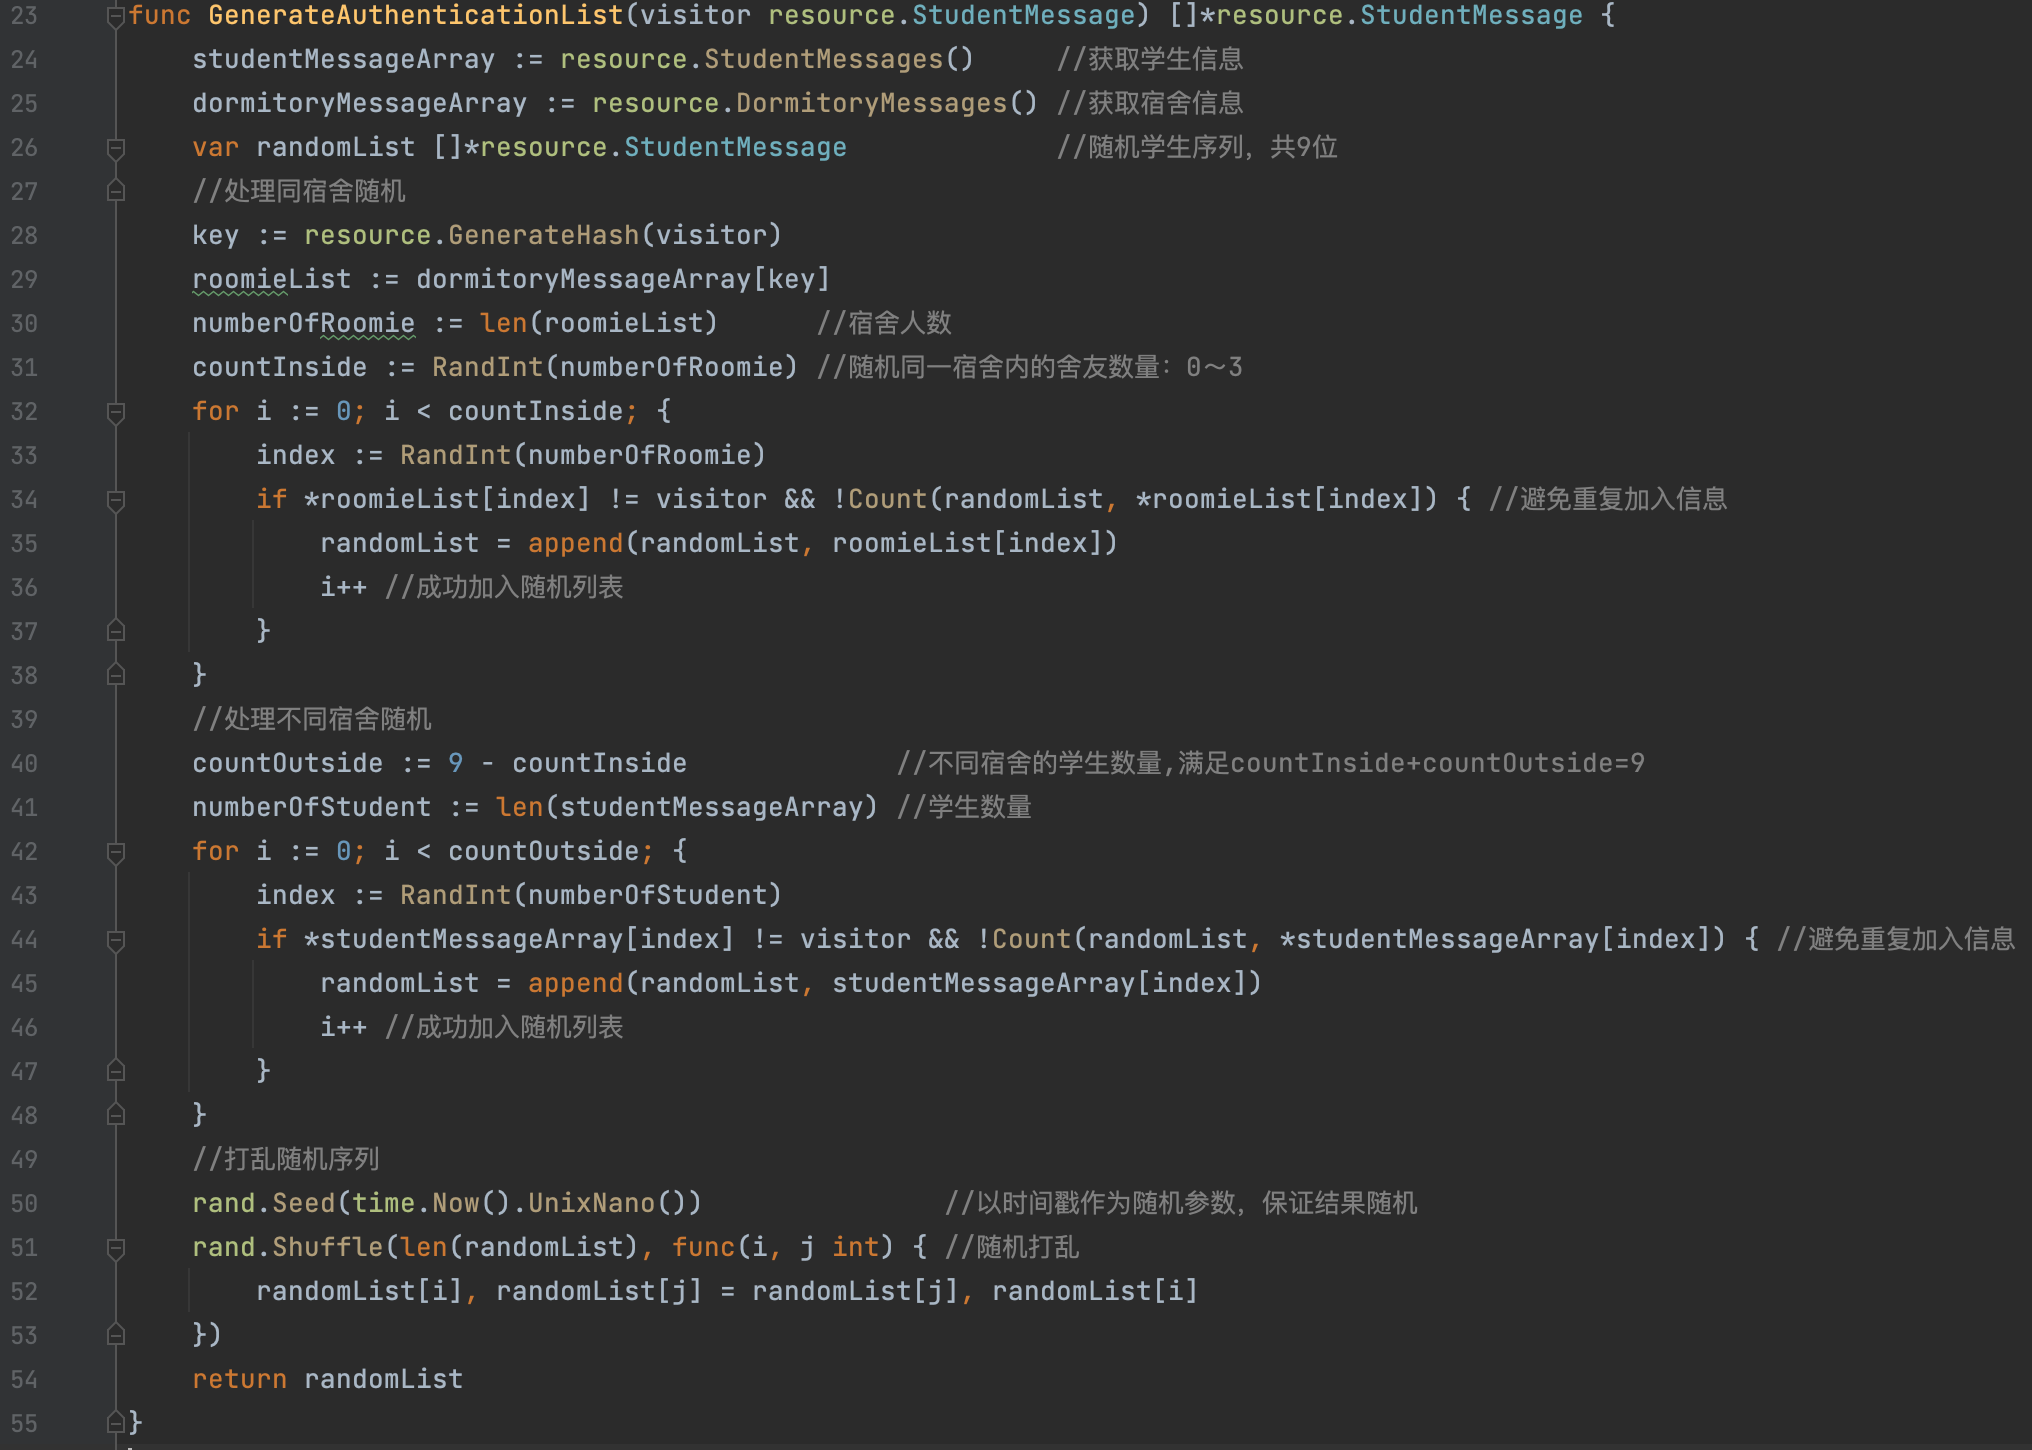 23 func GenerateAuthenticationList(visitor resource.StudentMessage) []*resource.StudentMessage {
24 studentMessageArray := resource.StudentMessages() //获取学生信息
25 dormitoryMessageArray := resource.DormitoryMessages() //获取宿舍信息
26 var randomList []*resource.StudentMessage //随机学生序列，共9位
27 //处理同宿舍随机
28 key := resource.GenerateHash(visitor)
29 roomieList := dormitoryMessageArray[key]
30 numberOfRoomie := len(roomieList) //宿舍人数
31 countInside := RandInt(numberOfRoomie) //随机同一宿舍内的舍友数量：0～3
32 for i := 0; i < countInside; {
33 index := RandInt(numberOfRoomie)
34 if *roomieList[index] != visitor && !Count(randomList, *roomieList[index]) { //避免重复加入信息
35 randomList = append(randomList, roomieList[index])
36 i++ //成功加入随机列表
37 }
38 }
39 //处理不同宿舍随机
40 countOutside := 9 - countInside //不同宿舍的学生数量,满足countInside+countOutside=9
41 numberOfStudent := len(studentMessageArray) //学生数量
42 for i := 0; i < countOutside; {
43 index := RandInt(numberOfStudent)
44 if *studentMessageArray[index] != visitor && !Count(randomList, *studentMessageArray[index]) { //避免重复加入信息
45 randomList = append(randomList, studentMessageArray[index])
46 i++ //成功加入随机列表
47 }
48 }
49 //打乱随机序列
50 rand.Seed(time.Now().UnixNano()) //以时间戳作为随机参数，保证结果随机
51 rand.Shuffle(len(randomList), func(i, j int) { //随机打乱
52 randomList[i], randomList[j] = randomList[j], randomList[i]
53 })
54 return randomList
55 }